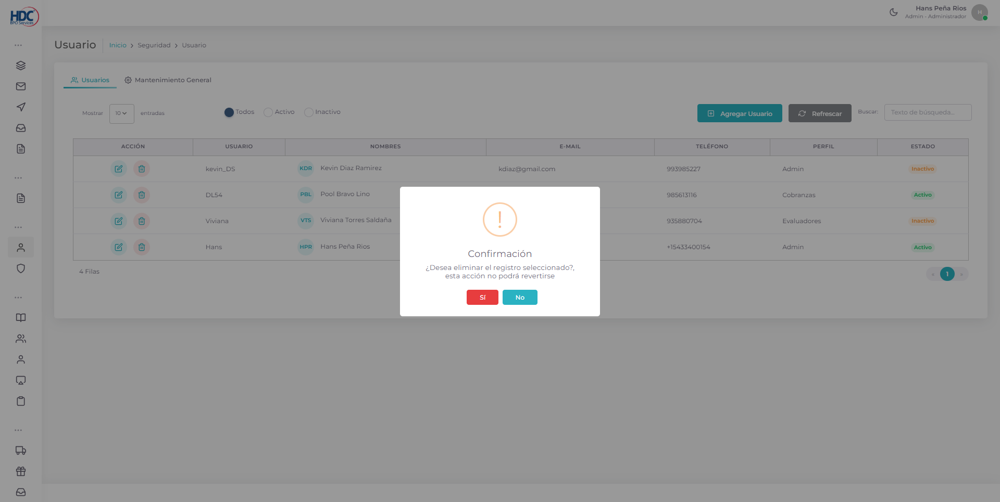 HDC
BPO Services
Hans Peña Rios
Admin - Administrador
H
Usuario
Inicio > Seguridad > Usuario
Usuarios
Mantenimiento General
Mostrar 10 entradas
Todos Activo Inactivo
Agregar Usuario
Refrescar
Buscar: Texto de búsqueda...
ACCIÓN USUARIO NOMBRES E-MAIL TELÉFONO PERFIL ESTADO
kevin_DS KDR Kevin Diaz Ramirez kdiaz@gmail.com 993985227 Admin Inactivo
DL54 PBL Pool Bravo Lino 985613116 Cobranzas Activo
Viviana VTS Viviana Torres Saldaña 935880704 Evaluadores Inactivo
Hans HPR Hans Peña Rios +15433400154 Admin Activo
4 Filas
« 1 »
Confirmación
¿Desea eliminar el registro seleccionado?,
esta acción no podrá revertirse
Sí No